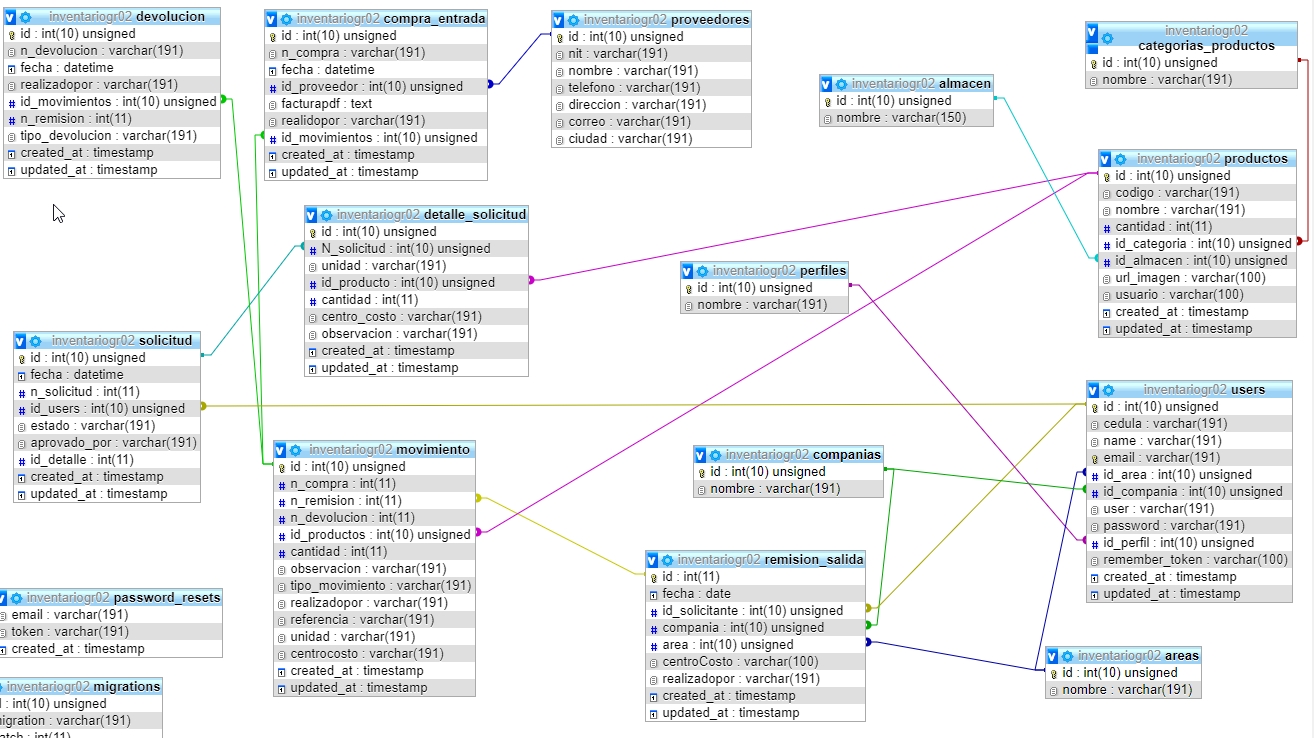 inventariogr02 devolucion
id : int(10) unsigned
n_devolucion : varchar(191)
fecha : datetime
realizadopor : varchar(191)
id_movimientos : int(10) unsigned
n_remision : int(11)
tipo_devolucion : varchar(191)
created_at : timestamp
updated_at : timestamp
inventariogr02 compra_entrada
id : int(10) unsigned
n_compra : varchar(191)
fecha : datetime
id_proveedor : int(10) unsigned
facturapdf : text
realidopor : varchar(191)
id_movimientos : int(10) unsigned
created_at : timestamp
updated_at : timestamp
inventariogr02 proveedores
id : int(10) unsigned
nit : varchar(191)
nombre : varchar(191)
telefono : varchar(191)
direccion : varchar(191)
correo : varchar(191)
ciudad : varchar(191)
inventariogr02 almacen
id : int(10) unsigned
nombre : varchar(150)
inventariogr02
categorias_productos
id : int(10) unsigned
nombre : varchar(191)
inventariogr02 productos
id : int(10) unsigned
codigo : varchar(191)
nombre : varchar(191)
cantidad : int(11)
id_categoria : int(10) unsigned
id_almacen : int(10) unsigned
url_imagen : varchar(100)
usuario : varchar(100)
created_at : timestamp
updated_at : timestamp
inventariogr02 detalle_solicitud
id : int(10) unsigned
N_solicitud : int(10) unsigned
unidad : varchar(191)
id_producto : int(10) unsigned
cantidad : int(11)
centro_costo : varchar(191)
observacion : varchar(191)
created_at : timestamp
updated_at : timestamp
inventariogr02 perfiles
id : int(10) unsigned
nombre : varchar(191)
inventariogr02 solicitud
id : int(10) unsigned
fecha : datetime
n_solicitud : int(11)
id_users : int(10) unsigned
estado : varchar(191)
aprovado_por : varchar(191)
id_detalle : int(11)
created_at : timestamp
updated_at : timestamp
inventariogr02 users
id : int(10) unsigned
cedula : varchar(191)
name : varchar(191)
email : varchar(191)
id_area : int(10) unsigned
id_compania : int(10) unsigned
user : varchar(191)
password : varchar(191)
id_perfil : int(10) unsigned
remember_token : varchar(100)
created_at : timestamp
updated_at : timestamp
inventariogr02 movimiento
id : int(10) unsigned
n_compra : int(11)
n_remision : int(11)
n_devolucion : int(11)
id_productos : int(10) unsigned
cantidad : int(11)
observacion : varchar(191)
tipo_movimiento : varchar(191)
realizadopor : varchar(191)
referencia : varchar(191)
unidad : varchar(191)
centrocosto : varchar(191)
created_at : timestamp
updated_at : timestamp
inventariogr02 companias
id : int(10) unsigned
nombre : varchar(191)
inventariogr02 remision_salida
id : int(11)
fecha : date
id_solicitante : int(10) unsigned
compania : int(10) unsigned
area : int(10) unsigned
centroCosto : varchar(100)
realizadopor : varchar(191)
created_at : timestamp
updated_at : timestamp
inventariogr02 areas
id : int(10) unsigned
nombre : varchar(191)
inventariogr02 password_resets
email : varchar(191)
token : varchar(191)
created_at : timestamp
inventariogr02 migrations
: int(10) unsigned
igration : varchar(191)
atch : int(11)